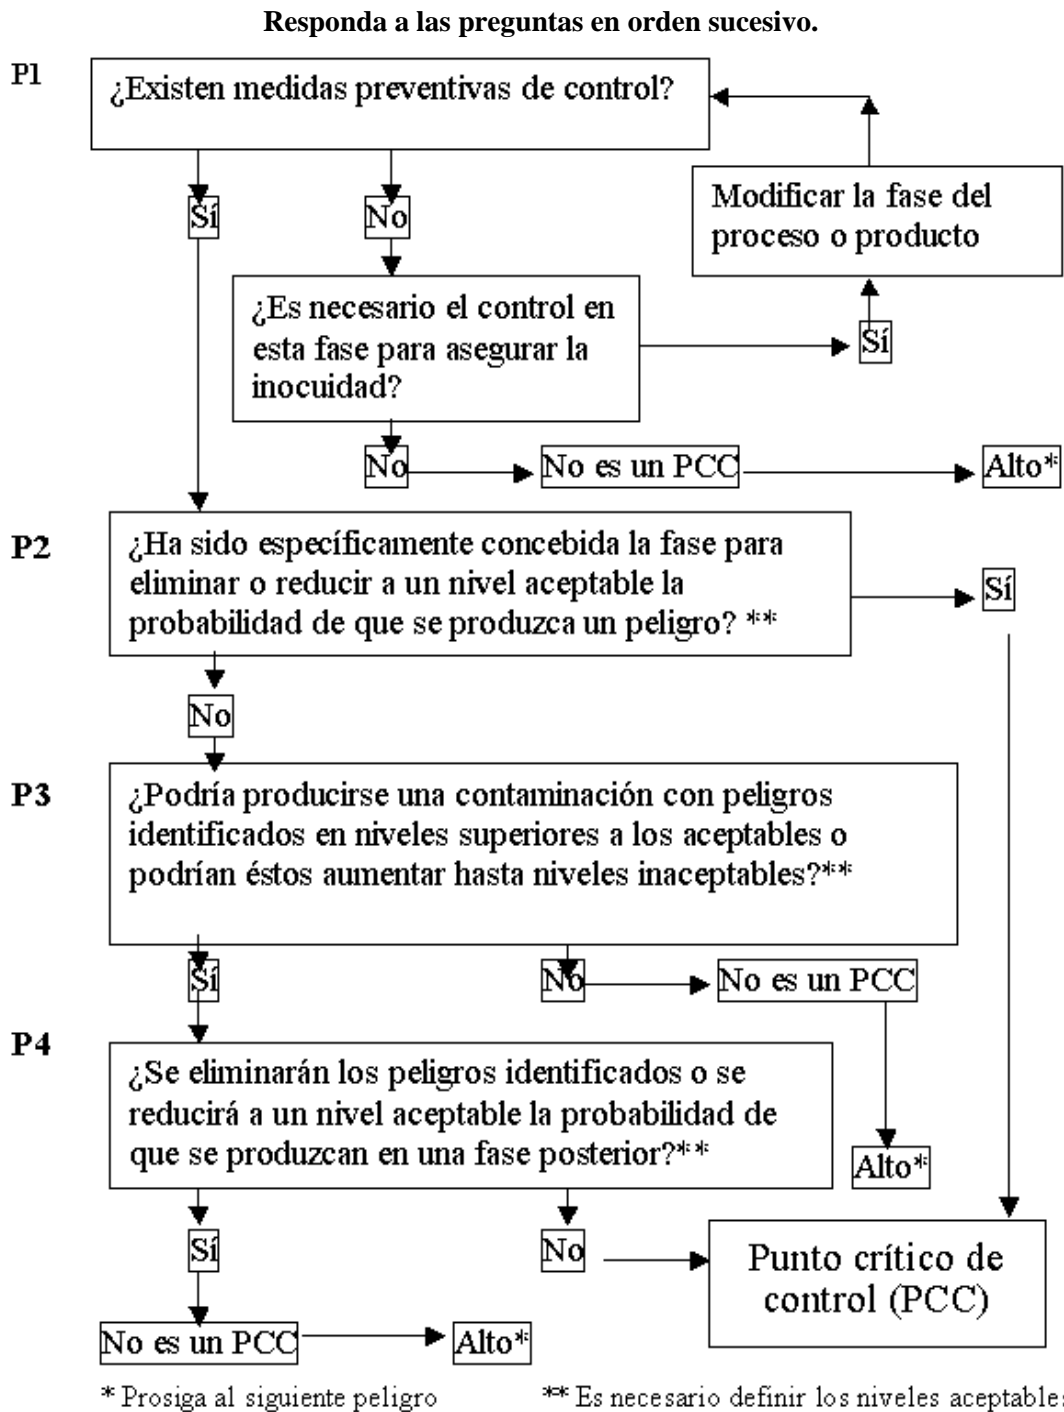 Responda a las preguntas en orden sucesivo.
P1
¿Existen medidas preventivas de control?
Sí
No
Modificar la fase del
proceso o producto
¿Es necesario el control en
esta fase para asegurar la
inocuidad?
Sí
No
No es un PCC
Alto*
P2
¿Ha sido específicamente concebida la fase para
eliminar o reducir a un nivel aceptable la
probabilidad de que se produzca un peligro? **
Sí
No
P3
¿Podría producirse una contaminación con peligros
identificados en niveles superiores a los aceptables o
podrían éstos aumentar hasta niveles inaceptables?**
Sí
No
No es un PCC
Alto*
P4
¿Se eliminarán los peligros identificados o se
reducirá a un nivel aceptable la probabilidad de
que se produzcan en una fase posterior?**
Sí
No
Punto crítico de
control (PCC)
No es un PCC
Alto*
* Prosiga al siguiente peligro
** Es necesario definir los niveles aceptables